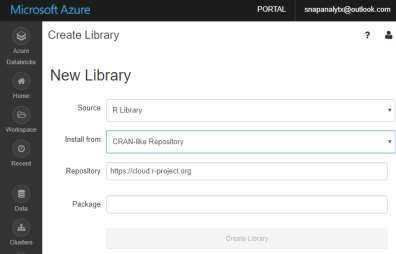 Microsoft Azure
PORTAL
snapanalytx@outlook.com
Azure
Databricks
Home
Workspace
Recent
Data
Clusters
Create Library
?
New Library
Source
R Library
Install from
CRAN-like Repository
Repository
https://cloud.r-project.org
Package
Create Library